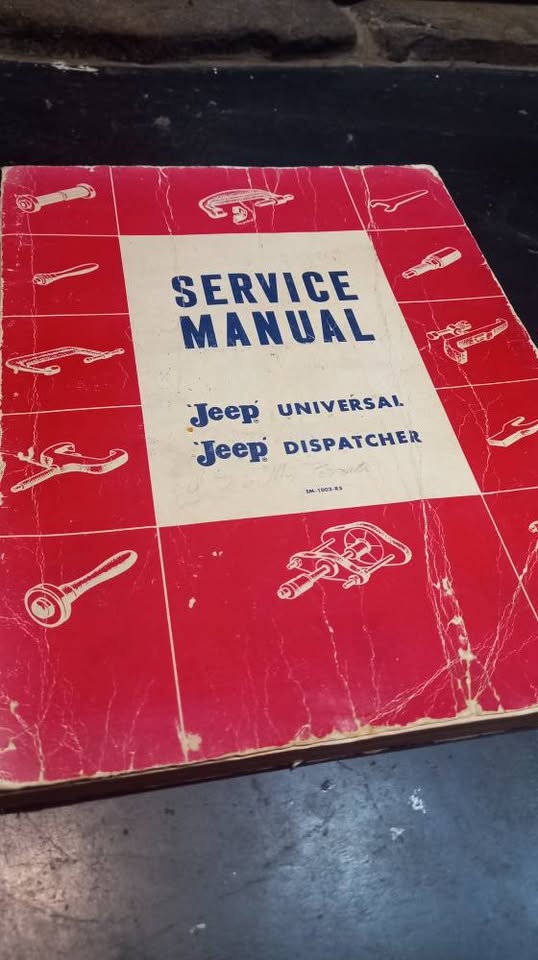 SERVICE
MANUAL
'Jeep' UNIVERSAL
'Jeep' DISPATCHER
SM-1002-R5